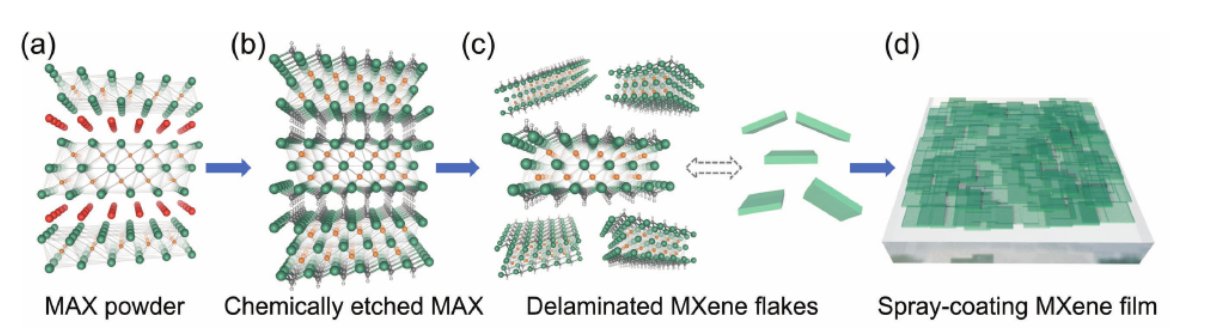 (a)
(b)
(c)
(d)
MAX powder
Chemically etched MAX
Delaminated MXene flakes
Spray-coating MXene film